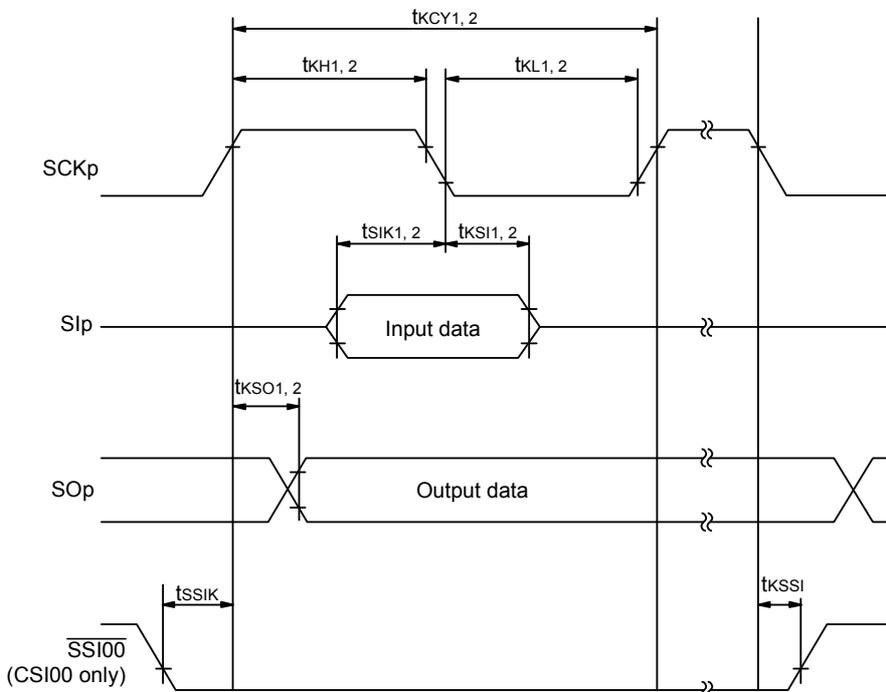 tKCY1, 2
tKH1, 2
tKL1, 2
SCKp
tSIK1, 2
tKSI1, 2
SIp
Input data
tKSO1, 2
SOp
Output data
tSSIK
tKSSI
SSI00
(CSI00 only)